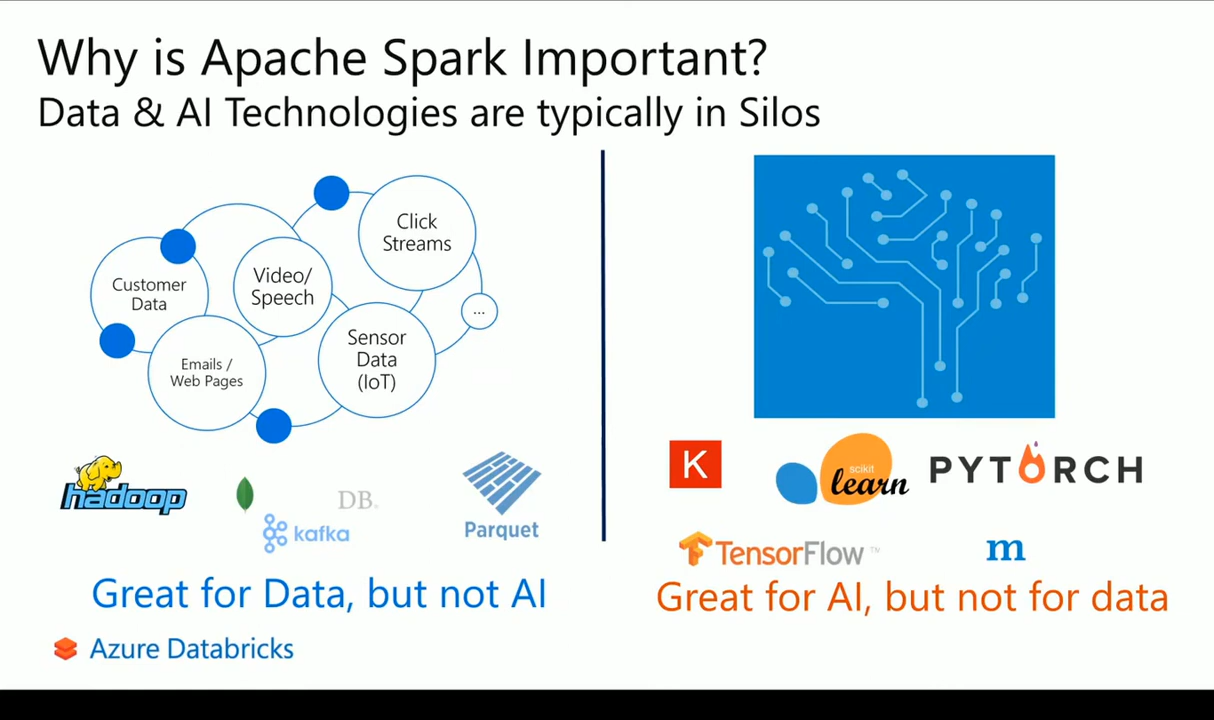 Why is Apache Spark Important?
Data & AI Technologies are typically in Silos
Click
Streams
Customer
Data
Video/
Speech
...
Sensor
Data
(IoT)
Emails /
Web Pages
hadoop
DB.
kafka
Parquet
Great for Data, but not AI
K
scikit
learn
PYTORCH
TensorFlow™
m
Great for AI, but not for data
Azure Databricks